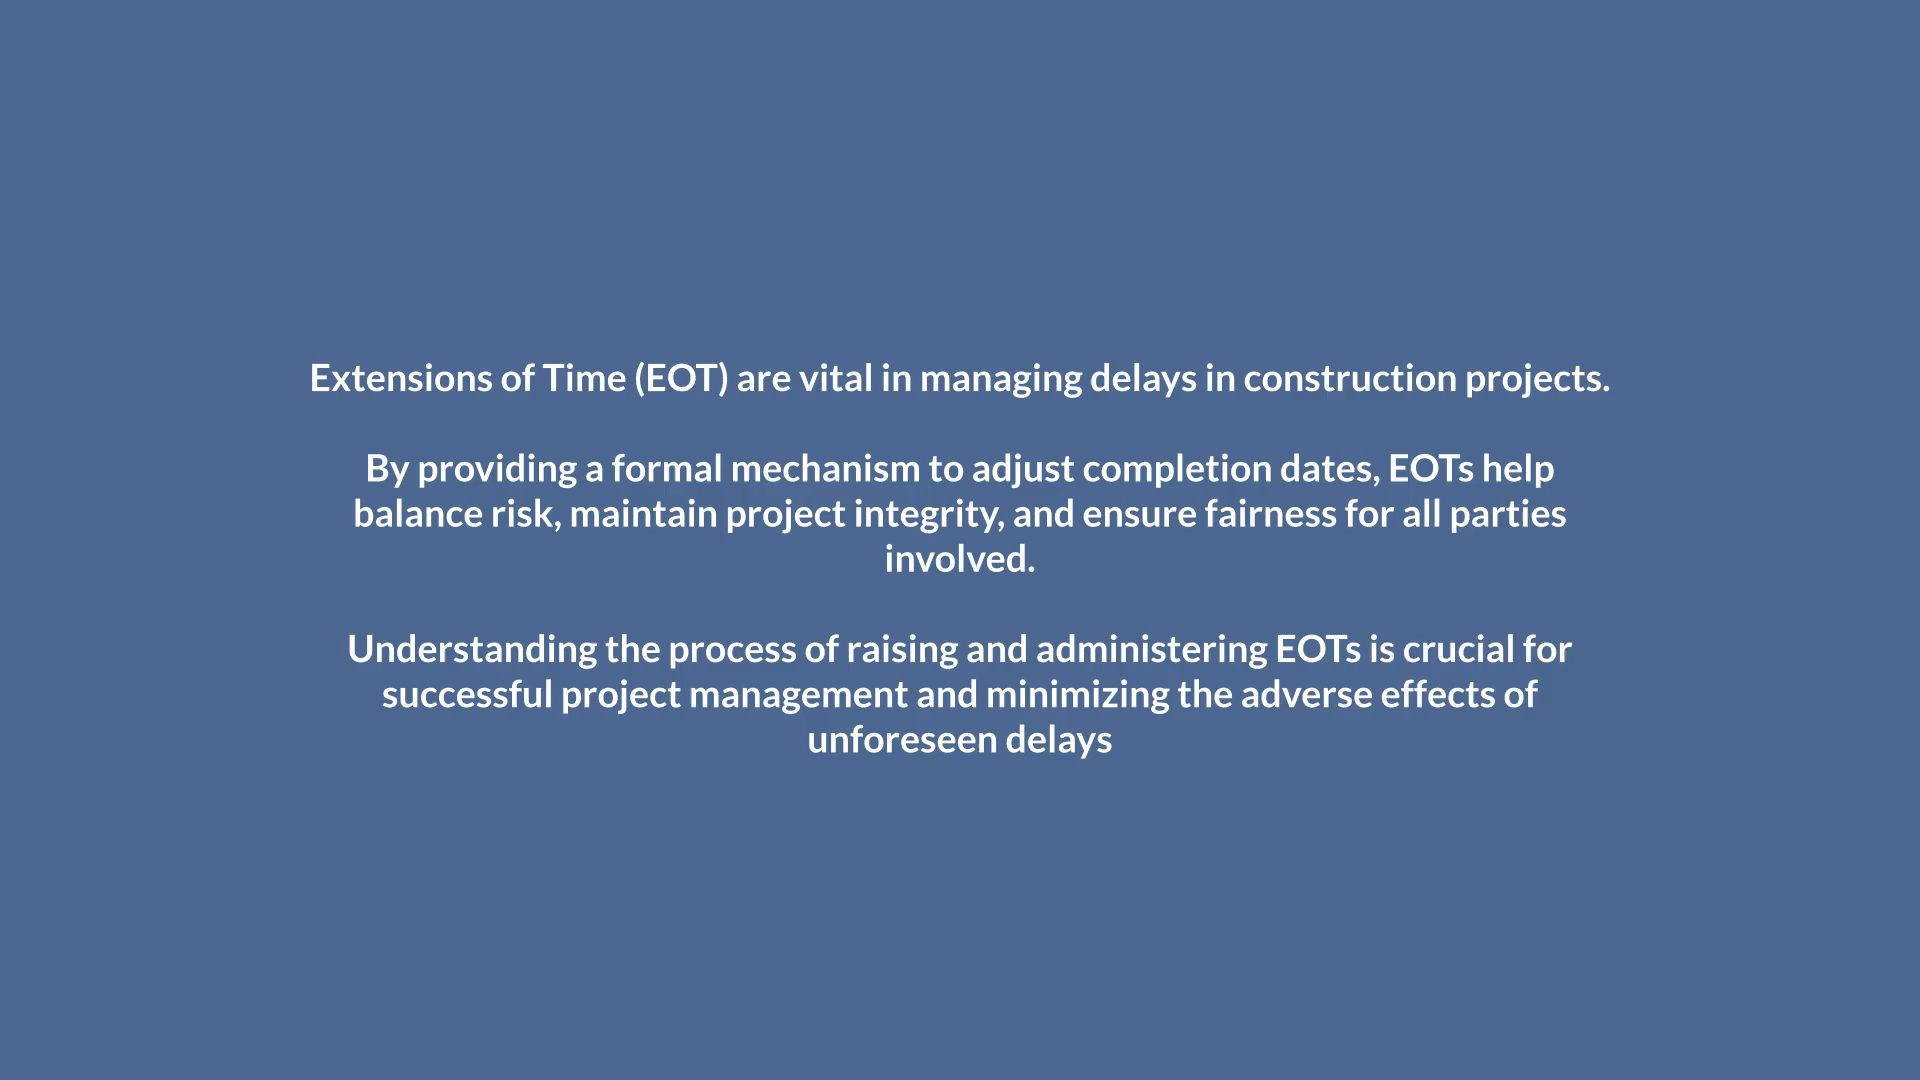 Extensions of Time (EOT) are vital in managing delays in construction projects.
By providing a formal mechanism to adjust completion dates, EOTs help
balance risk, maintain project integrity, and ensure fairness for all parties
involved.
Understanding the process of raising and administering EOTs is crucial for
successful project management and minimizing the adverse effects of
unforeseen delays